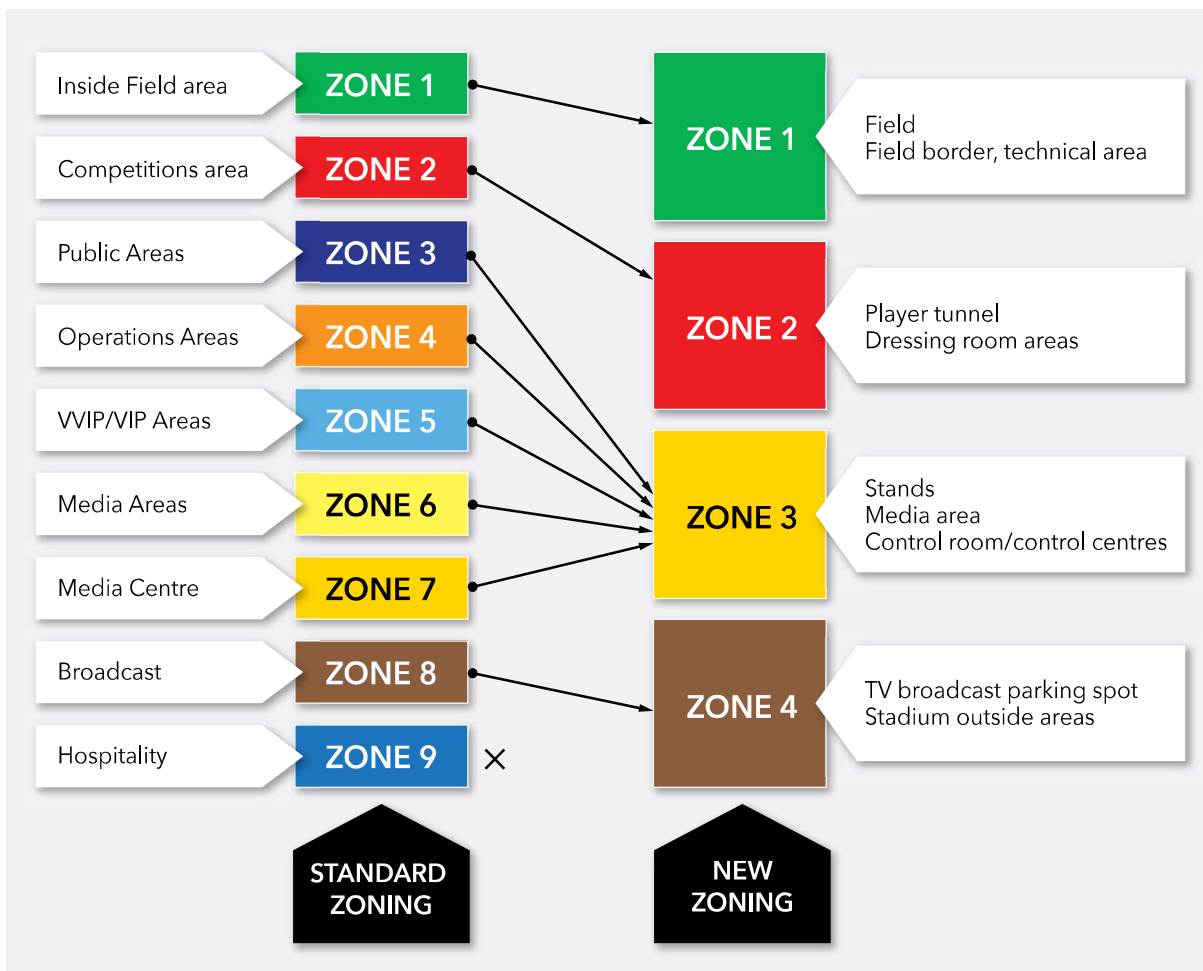 Inside Field area
ZONE 1
Competitions area
ZONE 2
Public Areas
ZONE 3
Operations Areas
ZONE 4
VVIP/VIP Areas
ZONE 5
Media Areas
ZONE 6
Media Centre
ZONE 7
Broadcast
ZONE 8
Hospitality
ZONE 9
STANDARD
ZONING
ZONE 1
Field
Field border, technical area
ZONE 2
Player tunnel
Dressing room areas
ZONE 3
Stands
Media area
Control room/control centres
ZONE 4
TV broadcast parking spot
Stadium outside areas
NEW
ZONING